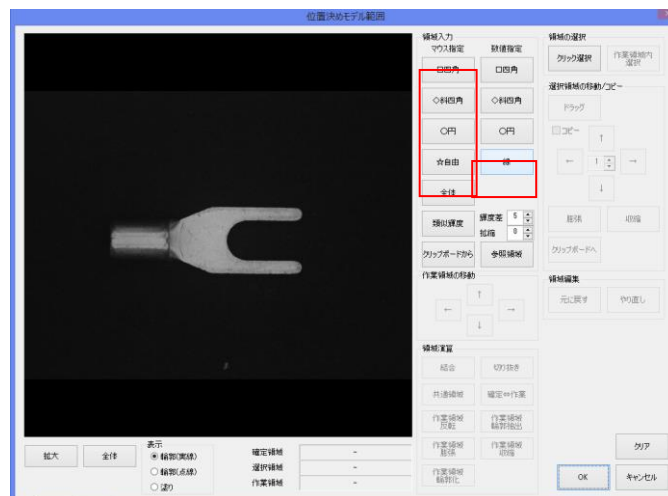 位置決めモデル範囲
領域入力
マウス指定 数値指定
□四角 □四角
◇斜四角 ◇斜四角
○円 ○円
☆自由 線
全体
類似輝度 輝度差 5
拡縮 0
クリップボードから 参照領域
作業領域の移動
↑
← →
↓
領域演算
結合 切り抜き
共通領域 確定⇔作業
作業領域反転 作業領域輪郭抽出
作業領域膨張 作業領域収縮
作業領域輪郭化
領域の選択
クリック選択 作業領域内選択
選択領域の移動/コピー
ドラッグ
コピー
↑
← 1 →
↓
膨張 収縮
クリップボードへ
領域編集
元に戻す やり直し
クリア
OK キャンセル
拡大 全体
表示
輪郭(実線)
輪郭(点線)
塗り
確定領域 -
選択領域 -
作業領域 -